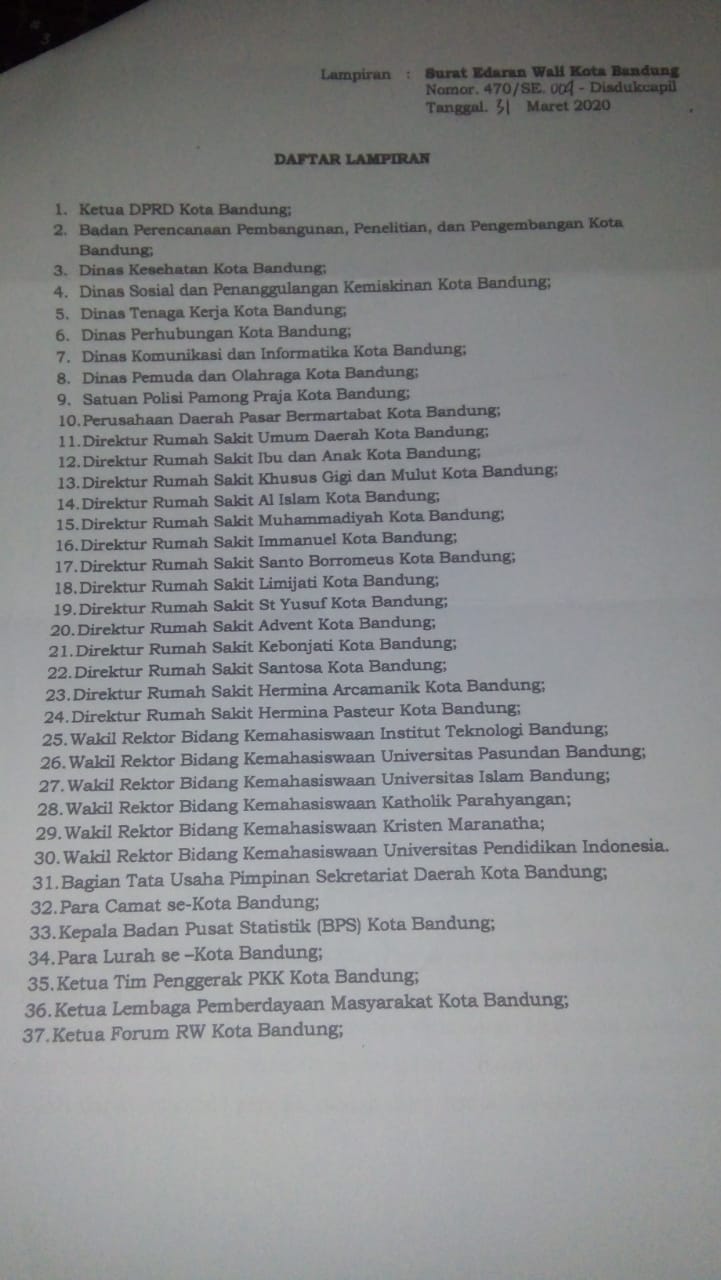 Lampiran : Surat Edaran Wali Kota Bandung
Nomor. 470/SE. 009 - Disdukcapil
Tanggal. 31 Maret 2020
DAFTAR LAMPIRAN
1. Ketua DPRD Kota Bandung;
2. Badan Perencanaan Pembangunan, Penelitian, dan Pengembangan Kota
Bandung;
3. Dinas Kesehatan Kota Bandung;
4. Dinas Sosial dan Penanggulangan Kemiskinan Kota Bandung;
5. Dinas Tenaga Kerja Kota Bandung;
6. Dinas Perhubungan Kota Bandung;
7. Dinas Komunikasi dan Informatika Kota Bandung;
8. Dinas Pemuda dan Olahraga Kota Bandung;
9. Satuan Polisi Pamong Praja Kota Bandung;
10. Perusahaan Daerah Pasar Bermartabat Kota Bandung;
11. Direktur Rumah Sakit Umum Daerah Kota Bandung;
12. Direktur Rumah Sakit Ibu dan Anak Kota Bandung;
13. Direktur Rumah Sakit Khusus Gigi dan Mulut Kota Bandung;
14. Direktur Rumah Sakit Al Islam Kota Bandung;
15. Direktur Rumah Sakit Muhammadiyah Kota Bandung;
16. Direktur Rumah Sakit Immanuel Kota Bandung;
17. Direktur Rumah Sakit Santo Borromeus Kota Bandung;
18. Direktur Rumah Sakit Limijati Kota Bandung;
19. Direktur Rumah Sakit St Yusuf Kota Bandung;
20. Direktur Rumah Sakit Advent Kota Bandung;
21. Direktur Rumah Sakit Kebonjati Kota Bandung;
22. Direktur Rumah Sakit Santosa Kota Bandung;
23. Direktur Rumah Sakit Hermina Arcamanik Kota Bandung;
24. Direktur Rumah Sakit Hermina Pasteur Kota Bandung;
25. Wakil Rektor Bidang Kemahasiswaan Institut Teknologi Bandung;
26. Wakil Rektor Bidang Kemahasiswaan Universitas Pasundan Bandung;
27. Wakil Rektor Bidang Kemahasiswaan Universitas Islam Bandung;
28. Wakil Rektor Bidang Kemahasiswaan Katholik Parahyangan;
29. Wakil Rektor Bidang Kemahasiswaan Kristen Maranatha;
30. Wakil Rektor Bidang Kemahasiswaan Universitas Pendidikan Indonesia.
31. Bagian Tata Usaha Pimpinan Sekretariat Daerah Kota Bandung;
32. Para Camat se-Kota Bandung;
33. Kepala Badan Pusat Statistik (BPS) Kota Bandung;
34. Para Lurah se –Kota Bandung;
35. Ketua Tim Penggerak PKK Kota Bandung;
36. Ketua Lembaga Pemberdayaan Masyarakat Kota Bandung;
37. Ketua Forum RW Kota Bandung;